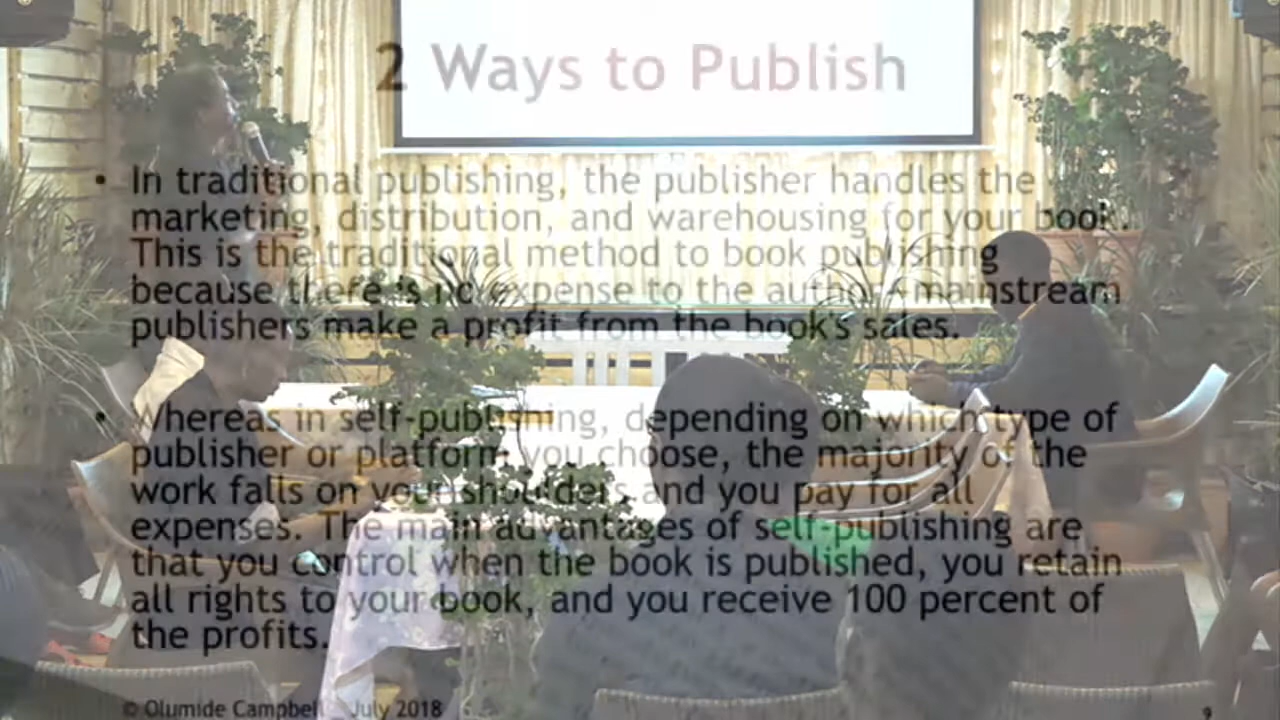 2 Ways to Publish
• In traditional publishing, the publisher handles the
marketing, distribution, and warehousing for your book.
This is the traditional method to book publishing
because there's no expense to the author-mainstream
publishers make a profit from the book's sales.
• Whereas in self-publishing, depending on which type of
publisher or platform you choose, the majority of the
work falls on your shoulders and you pay for all
expenses. The main advantages of self-publishing are
that you control when the book is published, you retain
all rights to your book, and you receive 100 percent of
the profits.
© Olumide Campbell July 2018
9